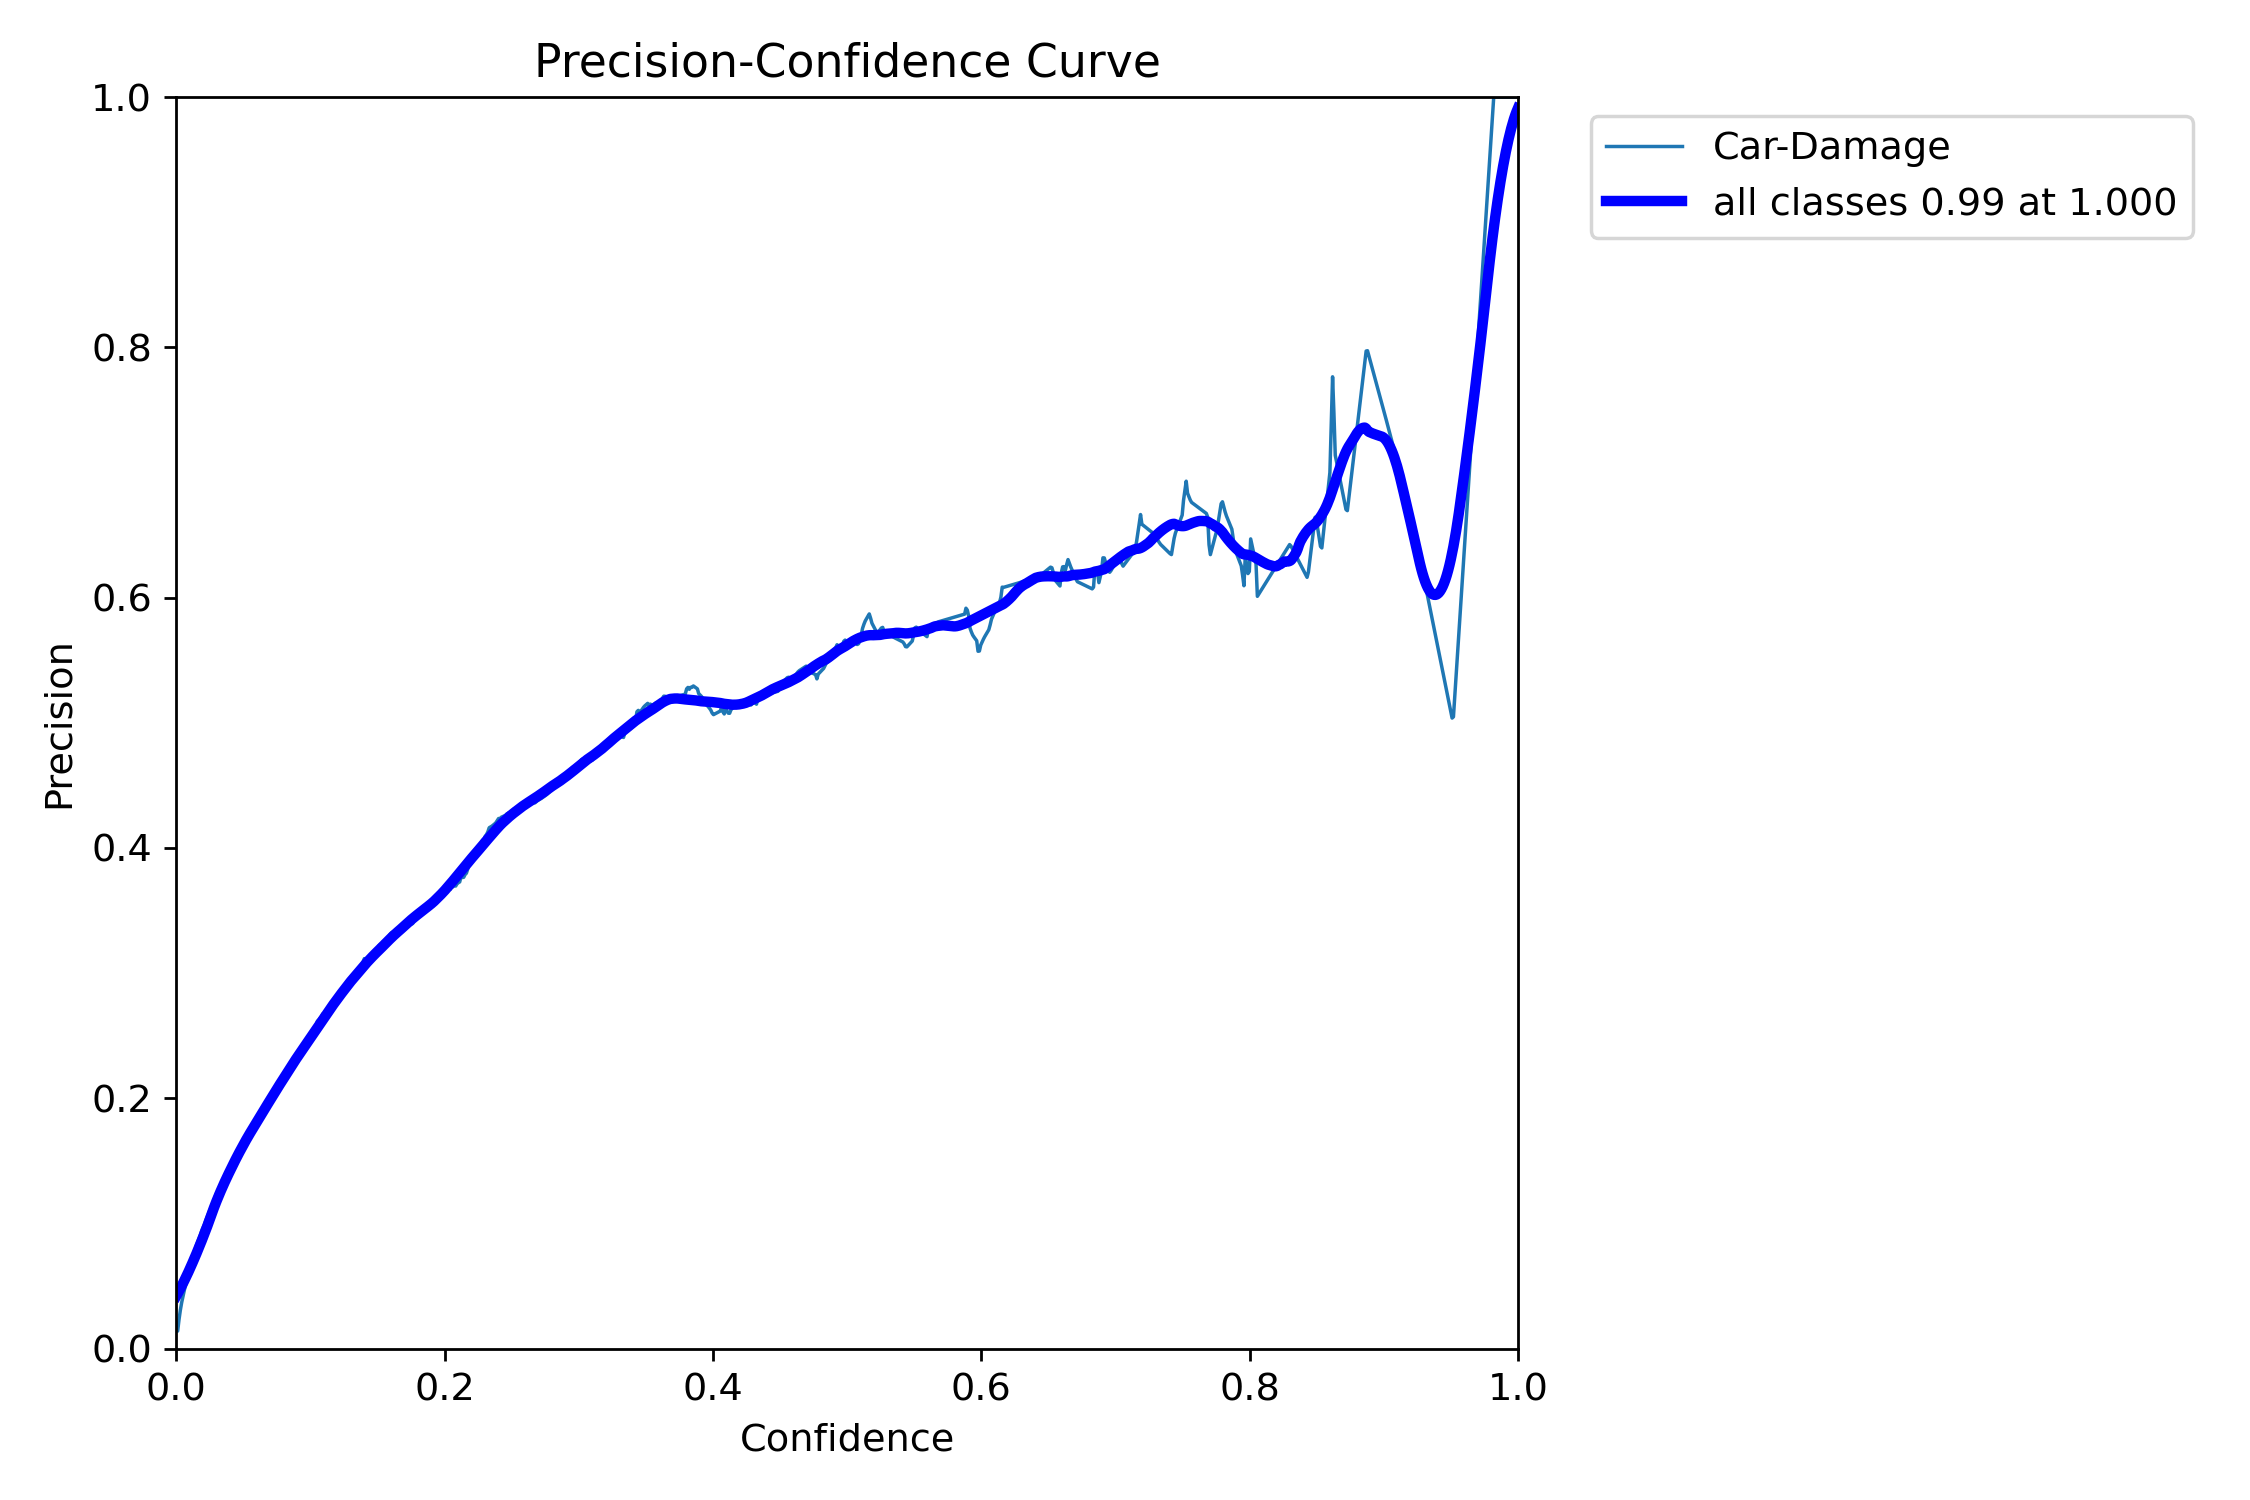 Precision-Confidence Curve
Car-Damage
all classes 0.99 at 1.000
Precision
1.0
0.8
0.6
0.4
0.2
0.0
0.0 0.2 0.4 0.6 0.8 1.0
Confidence